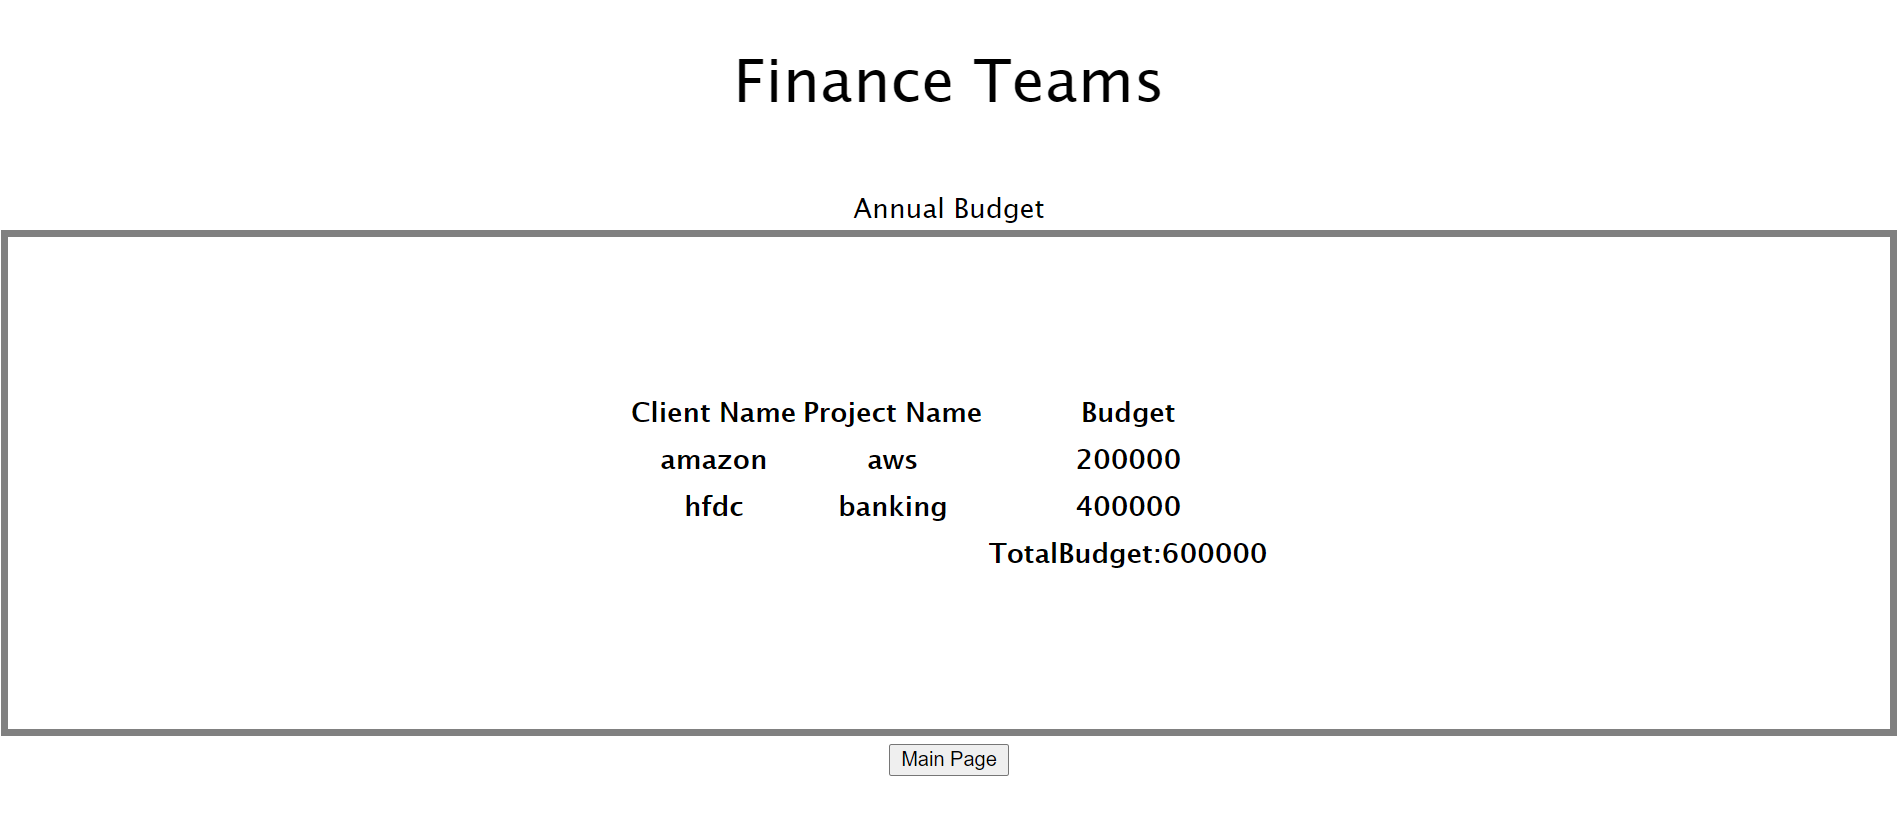 Finance Teams
Annual Budget
Client Name Project Name Budget
amazon aws 200000
hfdc banking 400000
TotalBudget:600000
Main Page